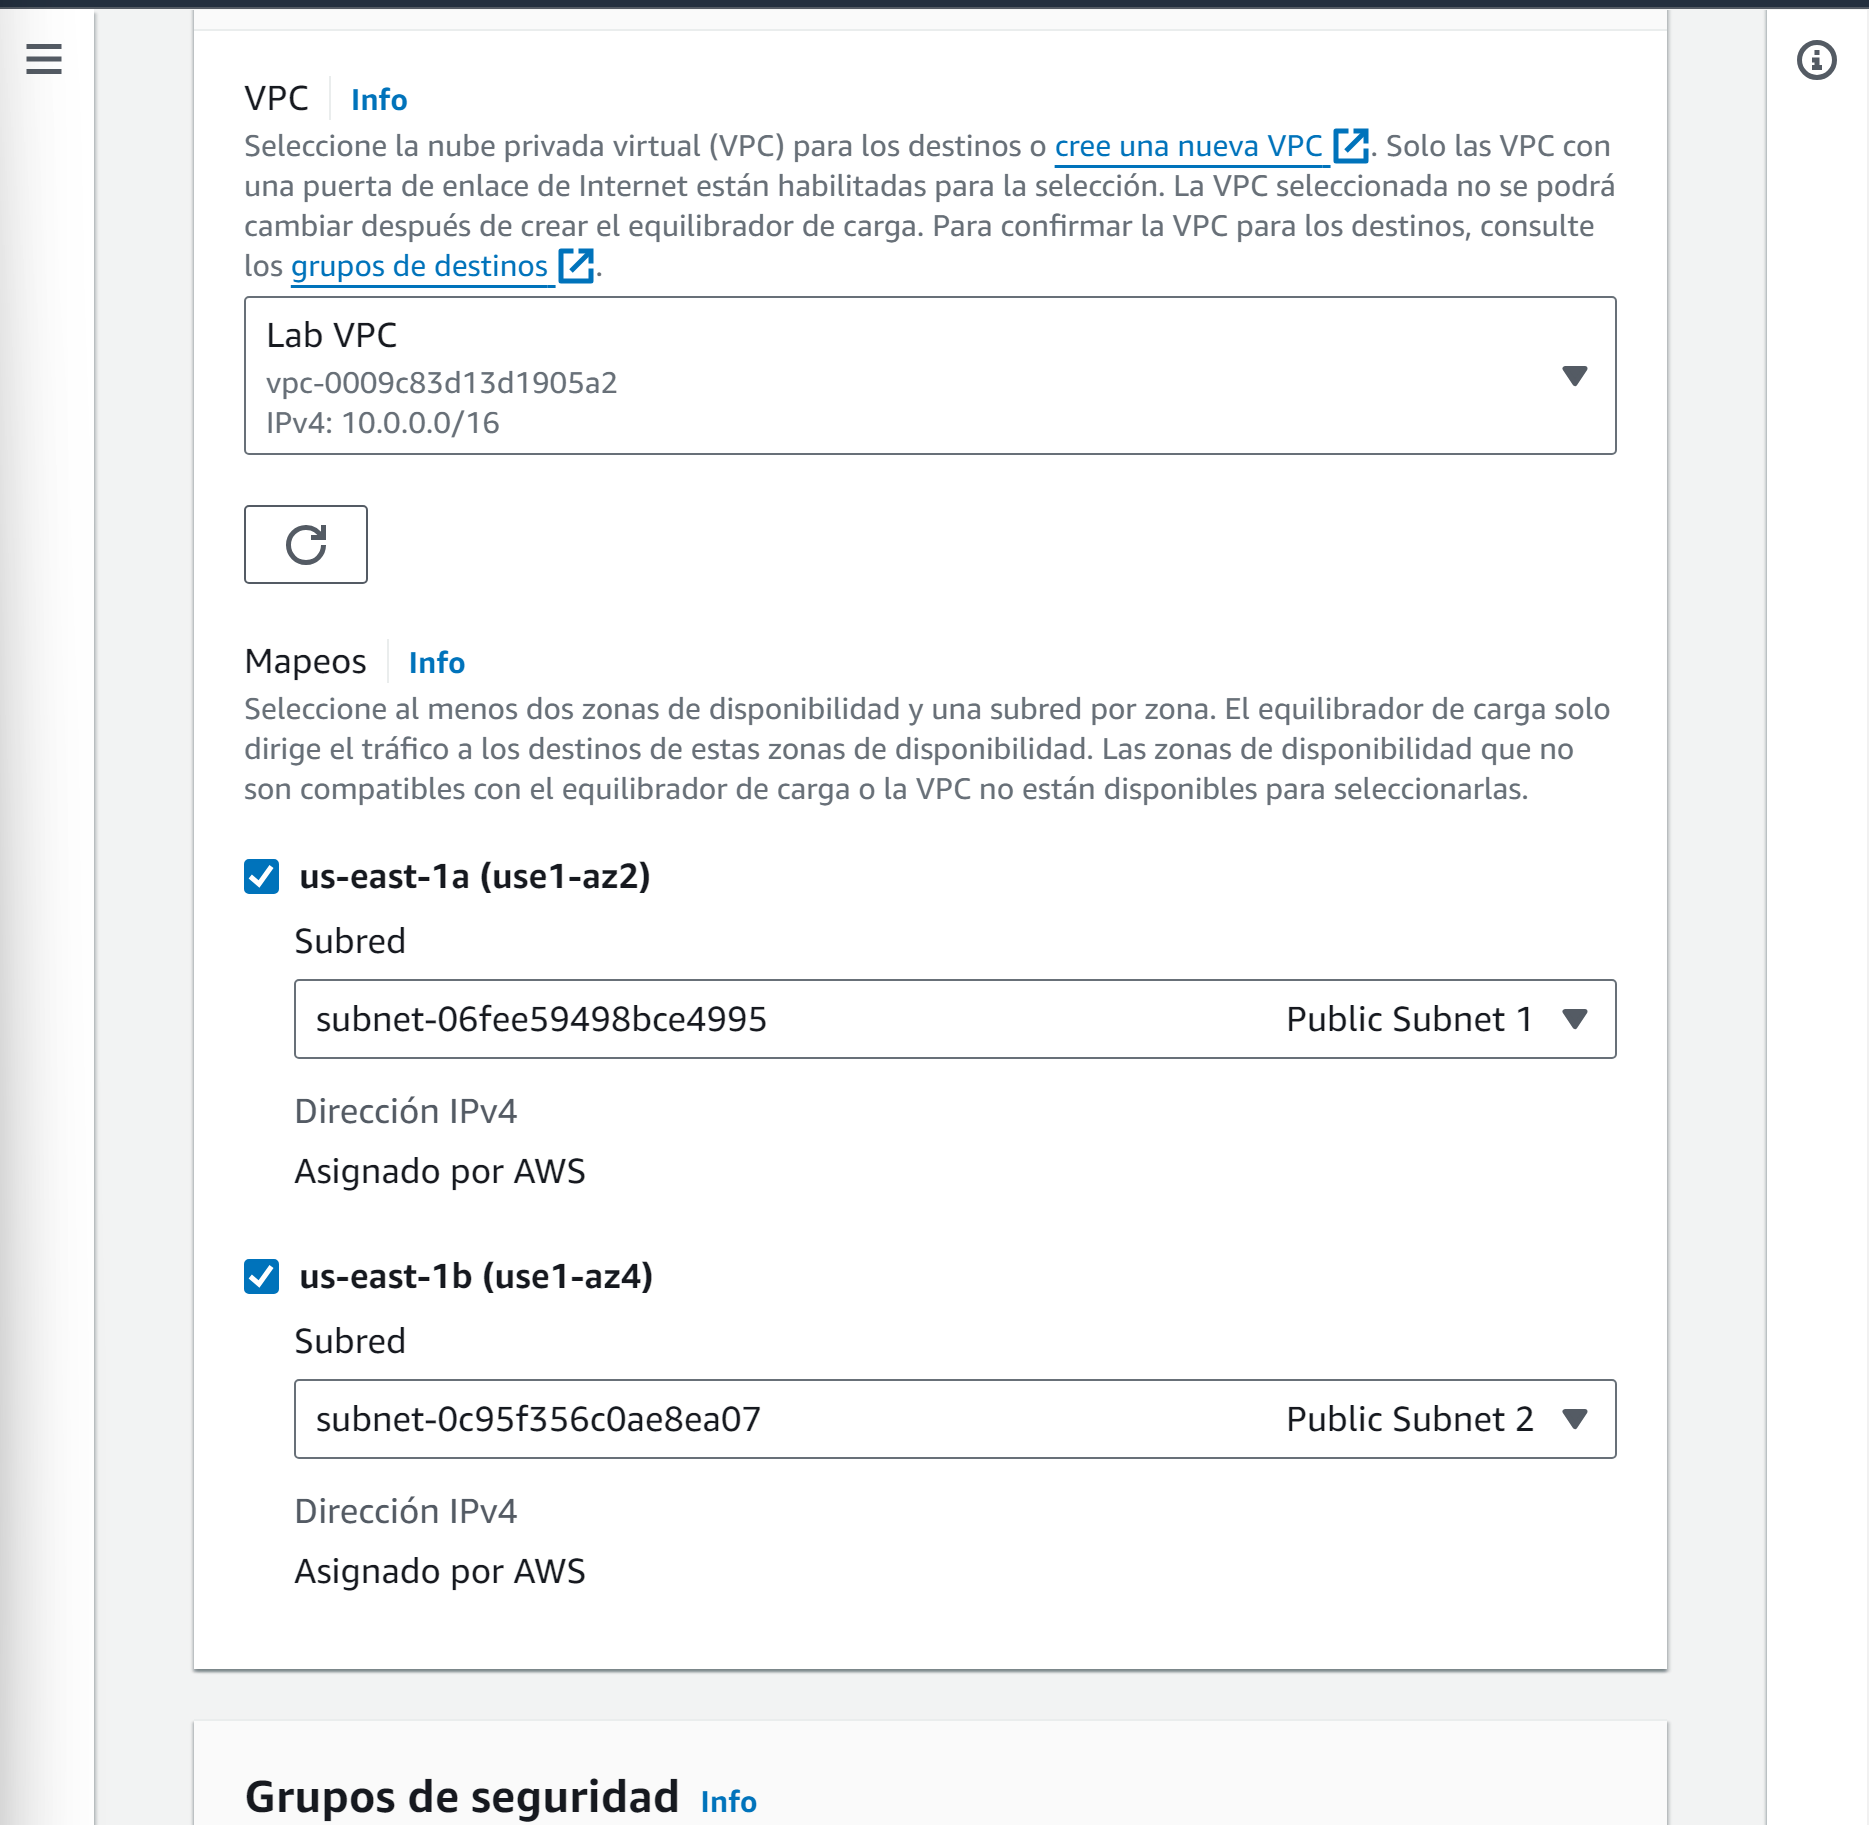 VPC Info
Seleccione la nube privada virtual (VPC) para los destinos o cree una nueva VPC. Solo las VPC con
una puerta de enlace de Internet están habilitadas para la selección. La VPC seleccionada no se podrá
cambiar después de crear el equilibrador de carga. Para confirmar la VPC para los destinos, consulte
los grupos de destinos.
Lab VPC
vpc-0009c83d13d1905a2
IPv4: 10.0.0.0/16
Mapeos Info
Seleccione al menos dos zonas de disponibilidad y una subred por zona. El equilibrador de carga solo
dirige el tráfico a los destinos de estas zonas de disponibilidad. Las zonas de disponibilidad que no
son compatibles con el equilibrador de carga o la VPC no están disponibles para seleccionarlas.
us-east-1a (use1-az2)
Subred
subnet-06fee59498bce4995 Public Subnet 1
Dirección IPv4
Asignado por AWS
us-east-1b (use1-az4)
Subred
subnet-0c95f356c0ae8ea07 Public Subnet 2
Dirección IPv4
Asignado por AWS
Grupos de seguridad Info